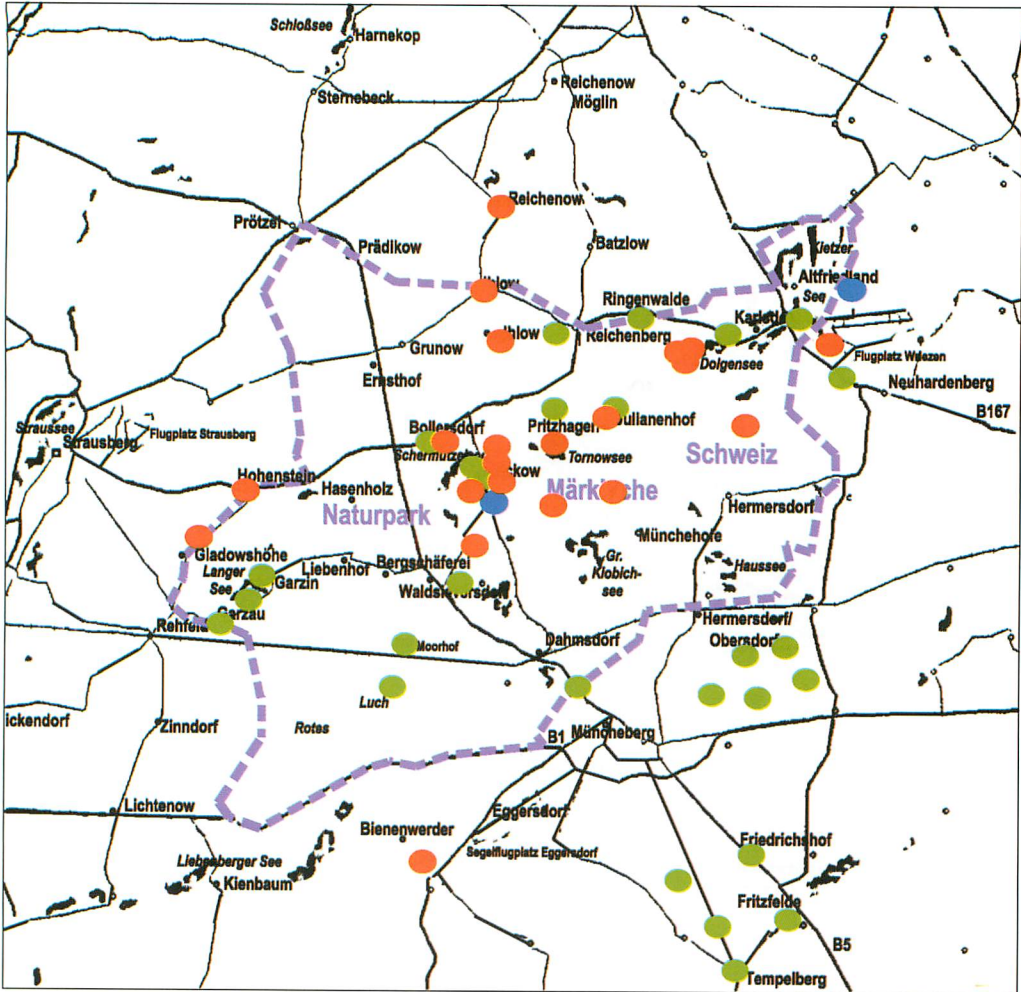 Schloßsee
Harnekop
Reichenow
Möglin
Sternebeck
Reichenow
Prötzel
Prädikow
Batzlow
Kietzer
Altfriedland
See
Ringenwalde
Reichenberg
Grunow
Ernsthof
Dolgensee
Flugplatz
Neuhardenberg
B167
Straussee
Strausberg
Flugplatz Strausberg
Pritzhagen
Tornowsee
Schweiz
Hohenstein
Hasenholz
Naturpark
Märkische
Hermersdorf
Münchehofe
Gladowshöhe
Langer
See
Garzin
Liebenhof
Bergschäferei
Gr.
Klobich-
see
Haussee
Rehfeld
Hermersdorf/
Obersdorf
Moorhof
Dahmsdorf
Luch
Rotes
ickendorf
Zinndorf
Müncheberg
B1
Lichtenow
Eggersdorf
Bienenwerder
Segelflugplatz Eggersdorf
Friedrichshof
Liebenberger See
Kienbaum
Fritzfelde
B5
Tempelberg